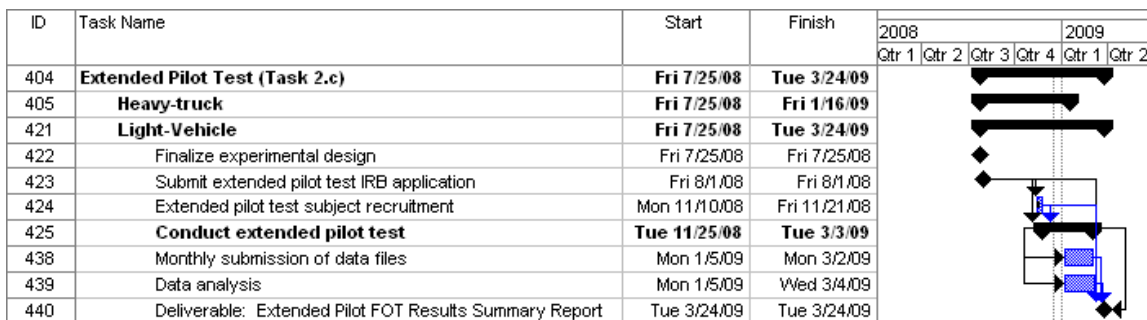 ID Task Name Start Finish 2008 2009
Qtr 1 Qtr 2 Qtr 3 Qtr 4 Qtr 1 Qtr 2
404 Extended Pilot Test (Task 2.c) Fri 7/25/08 Tue 3/24/09
405 Heavy-truck Fri 7/25/08 Fri 1/16/09
421 Light-Vehicle Fri 7/25/08 Tue 3/24/09
422 Finalize experimental design Fri 7/25/08 Fri 7/25/08
423 Submit extended pilot test IRB application Fri 8/1/08 Fri 8/1/08
424 Extended pilot test subject recruitment Mon 11/10/08 Fri 11/21/08
425 Conduct extended pilot test Tue 11/25/08 Tue 3/3/09
438 Monthly submission of data files Mon 1/5/09 Mon 3/2/09
439 Data analysis Mon 1/5/09 Wed 3/4/09
440 Deliverable: Extended Pilot FOT Results Summary Report Tue 3/24/09 Tue 3/24/09